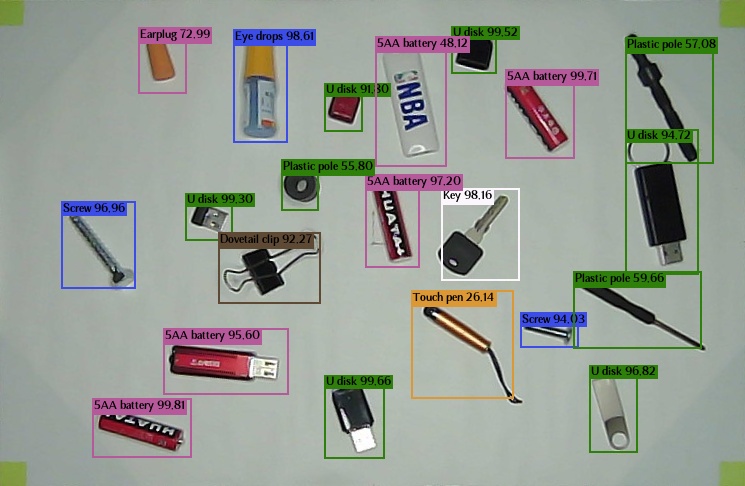 Earplug 72,99
Eye drops 98,61
5AA battery 48,12
U disk 99,52
Plastic pole 57,08
5AA battery 99,71
U disk 91,80
NBA
U disk 94,72
Plastic pole 55,80
5AA battery 97,20
Key 98,16
U disk 99,30
Screw 96,96
HUATAI
Dovetail clip 92,27
Plastic pole 59,66
Touch pen 26,14
Screw 94,03
5AA battery 95,60
U disk 96,82
U disk 99,66
5AA battery 99,81
HUATAI